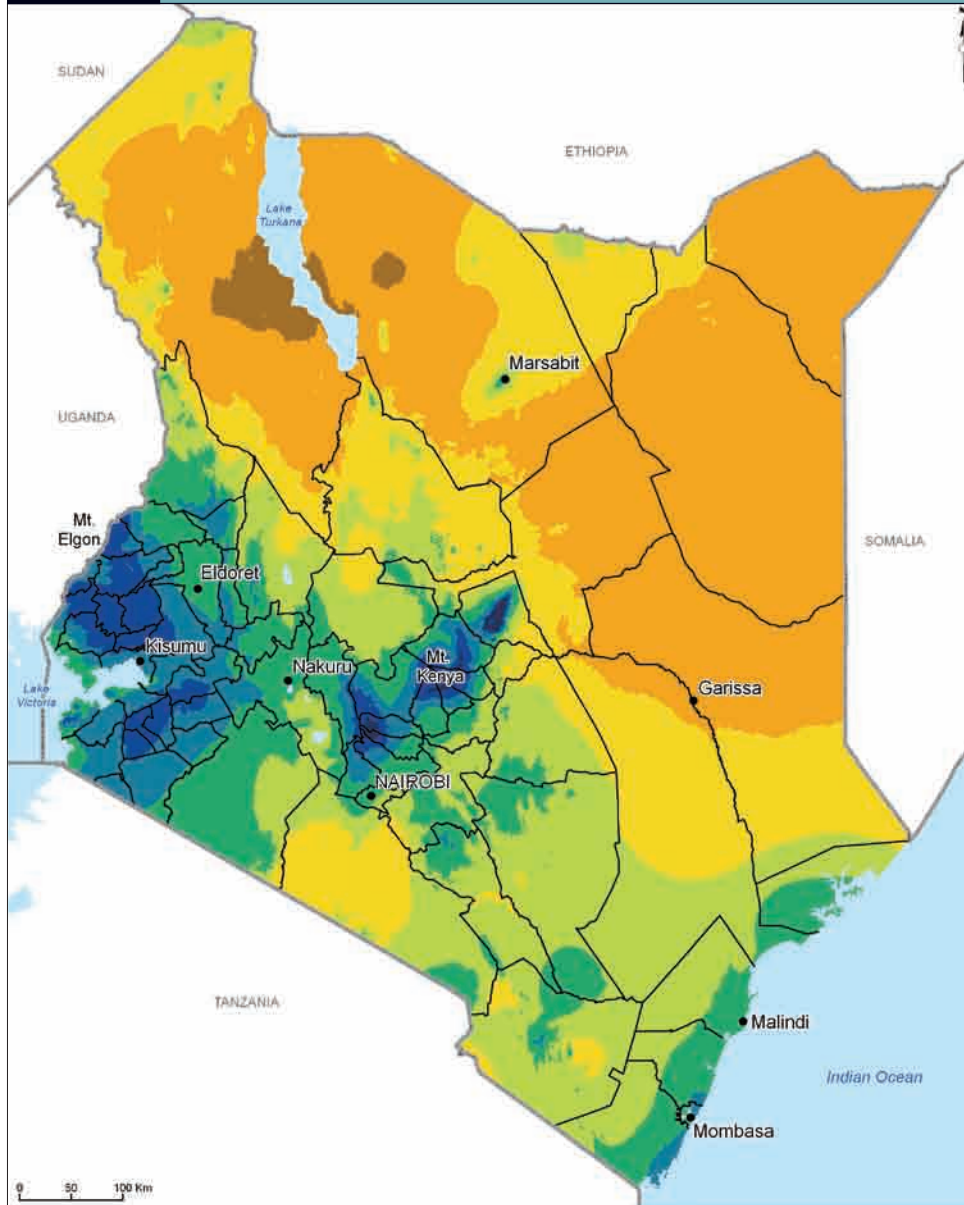 SUDAN
ETHIOPIA
Lake
Turkana
Marsabit
UGANDA
Mt.
Elgon
SOMALIA
Eldoret
Kisumu
Mt.
Kenya
Nakuru
Lake
Victoria
Garissa
NAIROBI
TANZANIA
Malindi
Indian Ocean
Mombasa
0 50 100 Km